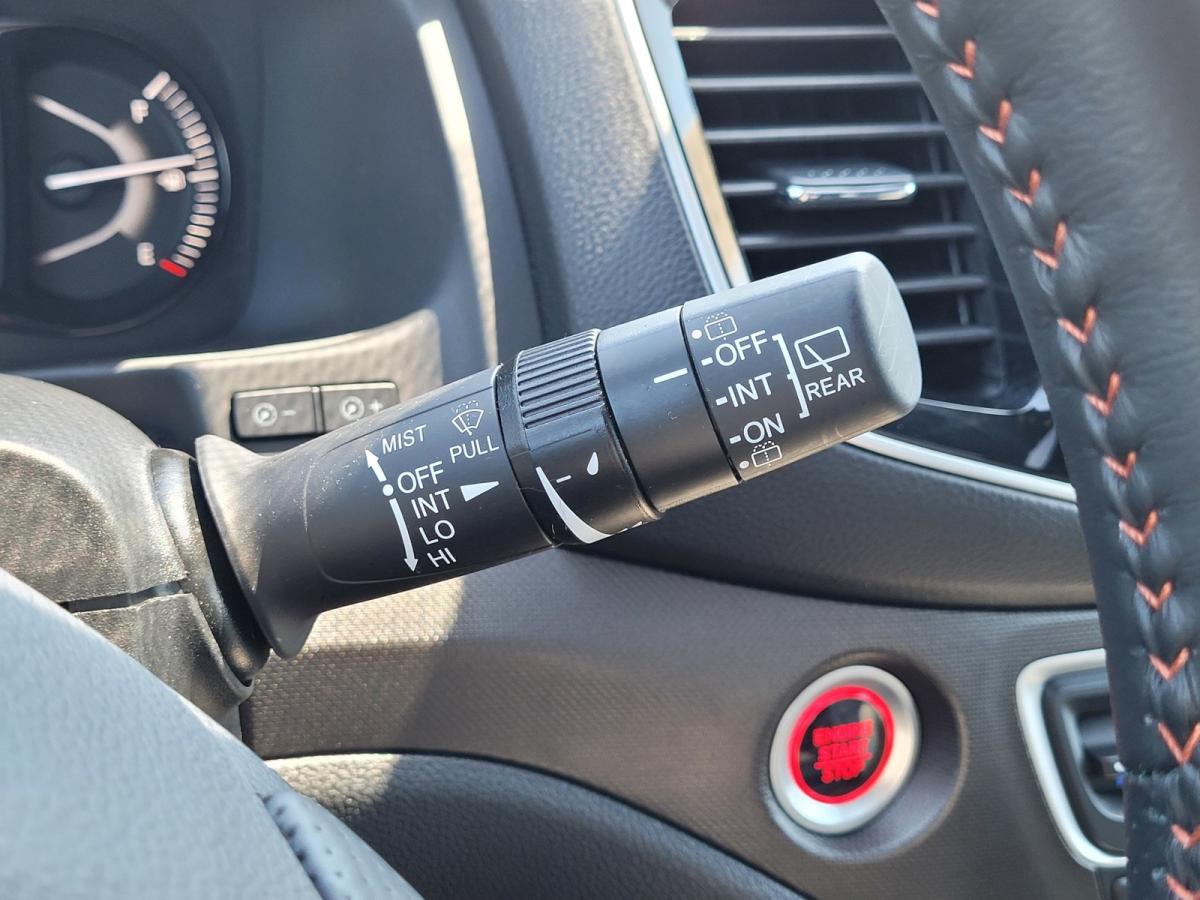 F
E
OFF
INT
ON
REAR
MIST
PULL
OFF
INT
LO
HI
- 
+
ENGINE
START
STOP